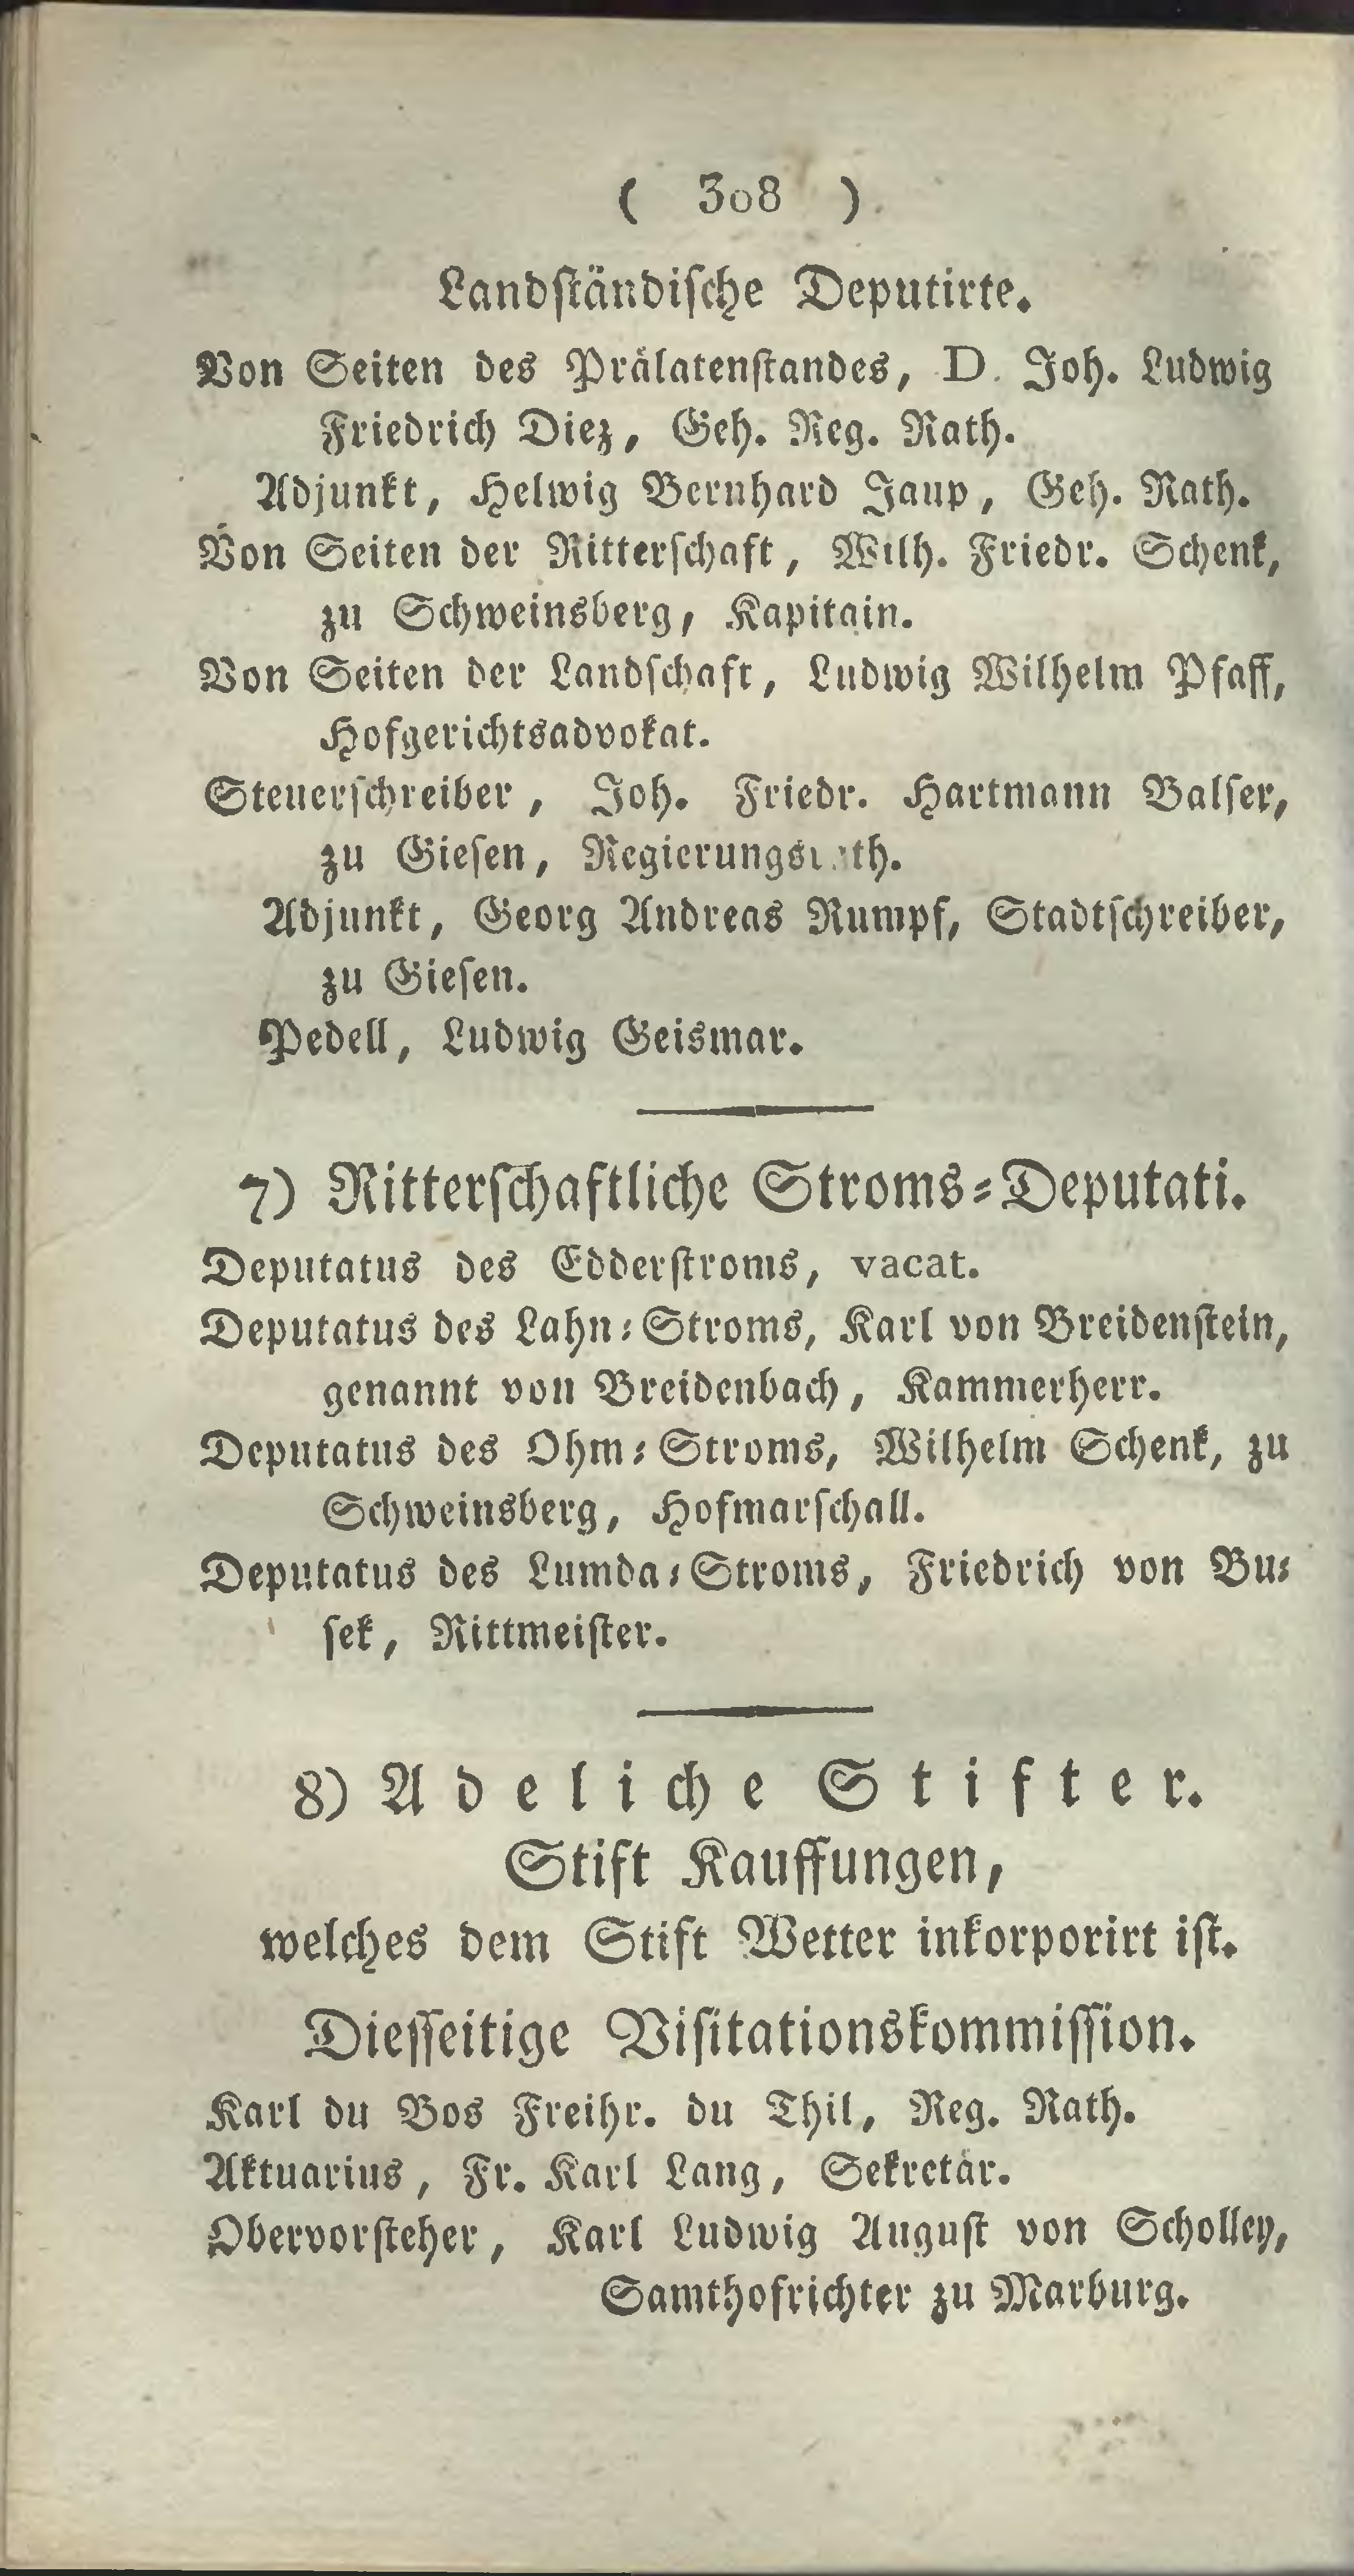 ( 308 )
Landſtändiſche Deputirte.
Von Seiten des Prälatenſtandes, D. Joh. Ludwig
Friedrich Diez, Geh. Reg. Rath.
Adjunkt, Helwig Bernhard Jaup, Geh. Rath.
Von Seiten der Ritterſchaft, Wilh. Friedr. Schenk,
zu Schweinsberg, Kapitain.
Von Seiten der Landſchaft, Ludwig Wilhelm Pfaff,
Hofgerichtsadvokat.
Steuerſchreiber, Joh. Friedr. Hartmann Balſer,
zu Gieſen, Regierungsrath.
Adjunkt, Georg Andreas Rumpf, Stadtſchreiber,
zu Gieſen.
Pedell, Ludwig Geismar.
7) Ritterſchaftliche Stroms-Deputati.
Deputatus des Edderſtroms, vacat.
Deputatus des Lahn-Stroms, Karl von Breidenſtein,
genannt von Breidenbach, Kammerherr.
Deputatus des Ohm-Stroms, Wilhelm Schenk, zu
Schweinsberg, Hofmarſchall.
Deputatus des Lumda-Stroms, Friedrich von Bu-
ſek, Rittmeiſter.
8) Adeliche Stifter.
Stift Kauffungen,
welches dem Stift Wetter inkorporirt iſt.
Dieſſeitige Viſitationskommiſſion.
Karl du Bos Freihr. du Thil, Reg. Rath.
Aktuarius, Fr. Karl Lang, Sekretär.
Obervorſteher, Karl Ludwig Auguſt von Scholley,
Samthofrichter zu Marburg.